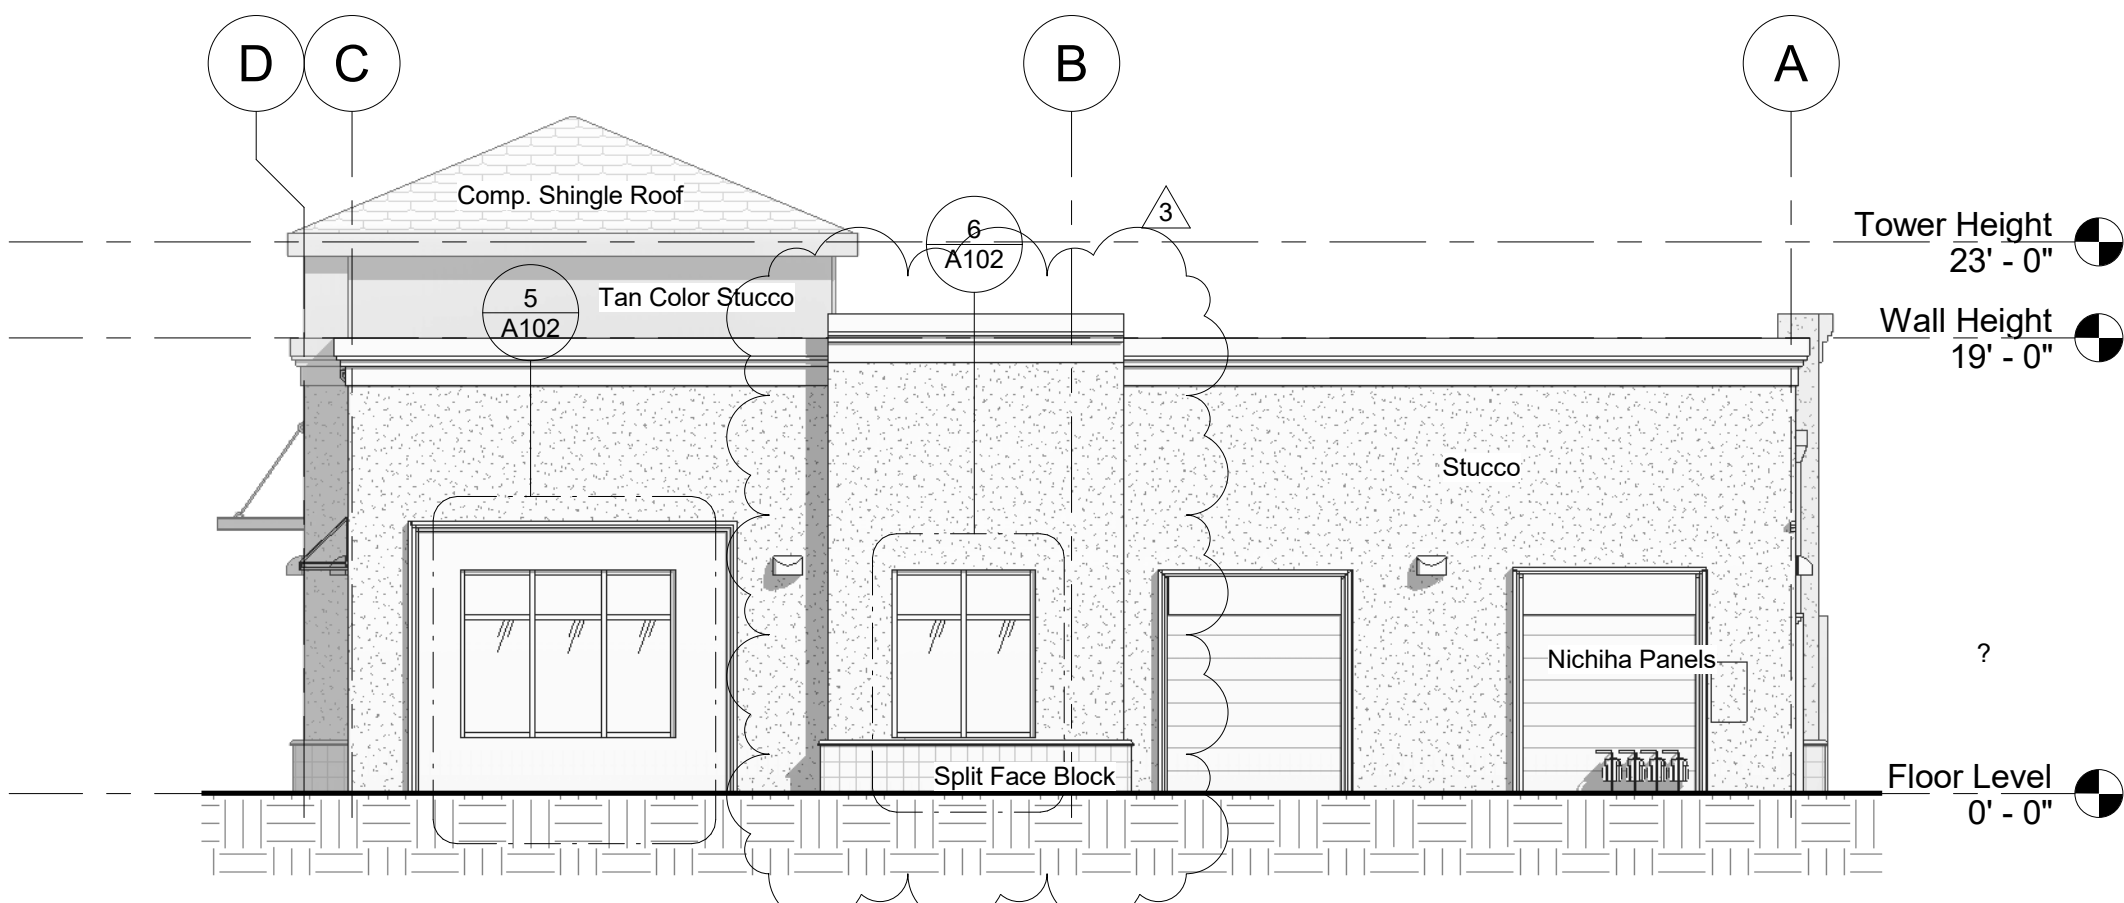 D
C
B
A
Comp. Shingle Roof
3
6
A102
Tower Height
23' - 0"
5
A102
Tan Color Stucco
Wall Height
19' - 0"
Stucco
Nichiha Panels
?
Split Face Block
Floor Level
0' - 0"